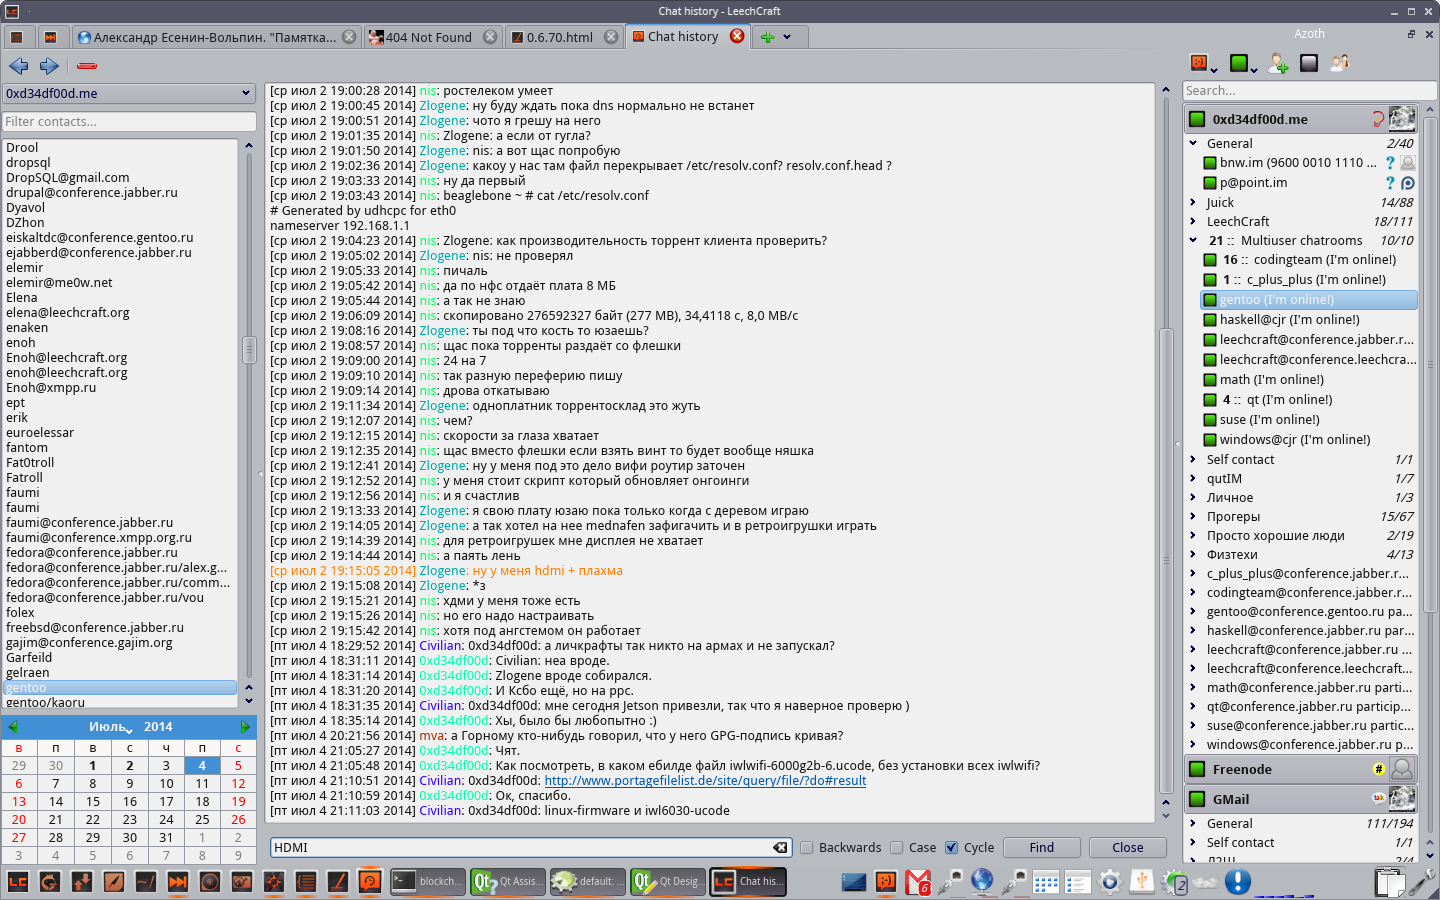 Chat history - LeechCraft
Александр Есенин-Вольпин. "Памятка...
404 Not Found
0.6.70.html
Chat history
Azoth
0xd34df00d.me
Filter contacts...
Drool
dropsql
DropSQL@gmail.com
drupal@conference.jabber.ru
Dyavol
DZhon
eiskaltdc@conference.gentoo.ru
ejabberd@conference.jabber.ru
elemir
elemir@me0w.net
Elena
elena@leechcraft.org
enaken
enoh
Enoh@leechcraft.org
enoh@leechcraft.org
Enoh@xmpp.ru
ept
erik
euroelessar
fantom
Fat0troll
Fatroll
faumi
faumi
faumi@conference.jabber.ru
faumi@conference.xmpp.org.ru
fedora@conference.jabber.ru
fedora@conference.jabber.ru/alex.g...
fedora@conference.jabber.ru/comm...
fedora@conference.jabber.ru/vou
folex
freebsd@conference.jabber.ru
gajim@conference.gajim.org
Garfeild
gelraen
gentoo
gentoo/kaoru
Июль, 2014
в п в с ч п с
29 30 1 2 3 4 5
6 7 8 9 10 11 12
13 14 15 16 17 18 19
20 21 22 23 24 25 26
27 28 29 30 31 1 2
3 4 5 6 7 8 9
[ср июл 2 19:00:28 2014] nis: ростелеком умеет
[ср июл 2 19:00:45 2014] Zlogene: ну буду ждать пока dns нормально не встанет
[ср июл 2 19:00:51 2014] Zlogene: чото я грешу на него
[ср июл 2 19:01:35 2014] nis: Zlogene: а если от гугла?
[ср июл 2 19:01:50 2014] Zlogene: nis: а вот щас попробую
[ср июл 2 19:02:36 2014] Zlogene: какоу у нас там файл перекрывает /etc/resolv.conf? resolv.conf.head ?
[ср июл 2 19:03:33 2014] nis: ну да первый
[ср июл 2 19:03:43 2014] nis: beaglebone ~ # cat /etc/resolv.conf
# Generated by udhcpc for eth0
nameserver 192.168.1.1
[ср июл 2 19:04:23 2014] nis: Zlogene: как производительность торрент клиента проверить?
[ср июл 2 19:05:02 2014] Zlogene: nis: не проверял
[ср июл 2 19:05:33 2014] nis: пичаль
[ср июл 2 19:05:42 2014] nis: да по нфс отдаёт плата 8 МБ
[ср июл 2 19:05:44 2014] nis: а так не знаю
[ср июл 2 19:06:09 2014] nis: скопировано 276592327 байт (277 MB), 34,4118 c, 8,0 MB/c
[ср июл 2 19:08:16 2014] Zlogene: ты под что кость то юзаешь?
[ср июл 2 19:08:57 2014] nis: щас пока торренты раздаёт со флешки
[ср июл 2 19:09:00 2014] nis: 24 на 7
[ср июл 2 19:09:10 2014] nis: так разную переферию пишу
[ср июл 2 19:09:14 2014] nis: дрова откатываю
[ср июл 2 19:11:34 2014] Zlogene: одноплатник торрентосклад это жуть
[ср июл 2 19:12:07 2014] nis: чем?
[ср июл 2 19:12:15 2014] nis: скорости за глаза хватает
[ср июл 2 19:12:35 2014] nis: щас вместо флешки если взять винт то будет вообще няшка
[ср июл 2 19:12:41 2014] Zlogene: ну у меня под это дело вифи роутир заточен
[ср июл 2 19:12:52 2014] nis: у меня стоит скрипт который обновляет онгоинги
[ср июл 2 19:12:56 2014] nis: и я счастлив
[ср июл 2 19:13:33 2014] Zlogene: я свою плату юзаю пока только когда с деревом играю
[ср июл 2 19:14:05 2014] Zlogene: а так хотел на нее mednafen зафигачить и в ретроигрушки играть
[ср июл 2 19:14:39 2014] nis: для ретроигрушек мне дисплея не хватает
[ср июл 2 19:14:44 2014] nis: а паять лень
[ср июл 2 19:15:05 2014] Zlogene: ну у меня hdmi + плахма
[ср июл 2 19:15:08 2014] Zlogene: *з
[ср июл 2 19:15:21 2014] nis: хдми у меня тоже есть
[ср июл 2 19:15:26 2014] nis: но его надо настраивать
[ср июл 2 19:15:42 2014] nis: хотя под ангстемом он работает
[пт июл 4 18:29:52 2014] Civilian: 0xd34df00d: а личкрафты так никто на армах и не запускал?
[пт июл 4 18:31:11 2014] 0xd34df00d: Civilian: неа вроде.
[пт июл 4 18:31:14 2014] 0xd34df00d: Zlogene вроде собирался.
[пт июл 4 18:31:20 2014] 0xd34df00d: И Ксбо ещё, но на ppc.
[пт июл 4 18:31:35 2014] Civilian: 0xd34df00d: мне сегодня Jetson привезли, так что я наверное проверю )
[пт июл 4 18:35:14 2014] 0xd34df00d: Хы, было бы любопытно :)
[пт июл 4 20:21:56 2014] mva: а Горному кто-нибудь говорил, что у него GPG-подпись кривая?
[пт июл 4 21:05:27 2014] 0xd34df00d: Чят.
[пт июл 4 21:05:48 2014] 0xd34df00d: Как посмотреть, в каком ебилде файл iwlwifi-6000g2b-6.ucode, без установки всех iwlwifi?
[пт июл 4 21:10:51 2014] Civilian: 0xd34df00d: http://www.portagefilelist.de/site/query/file/?do#result
[пт июл 4 21:10:59 2014] 0xd34df00d: Ок, спасибо.
[пт июл 4 21:11:03 2014] Civilian: 0xd34df00d: linux-firmware и iwl6030-ucode
HDMI
Backwards Case Cycle Find Close
Search...
0xd34df00d.me
General 2/40
bnw.im (9600 0010 1110 ...
p@point.im
Juick 14/88
LeechCraft 18/111
21 :: Multiuser chatrooms 10/10
16 :: codingteam (I'm online!)
1 :: c_plus_plus (I'm online!)
gentoo (I'm online!)
haskell@cjr (I'm online!)
leechcraft@conference.jabber.r...
leechcraft@conference.leechcra...
math (I'm online!)
4 :: qt (I'm online!)
suse (I'm online!)
windows@cjr (I'm online!)
Self contact 1/1
qutIM 1/7
Личное 1/3
Прогеры 15/67
Просто хорошие люди 2/19
Физтехи 4/13
c_plus_plus@conference.jabber.r...
codingteam@conference.jabber.ru...
gentoo@conference.gentoo.ru pa...
haskell@conference.jabber.ru par...
leechcraft@conference.jabber.ru ...
leechcraft@conference.leechcraft...
math@conference.jabber.ru parti...
qt@conference.jabber.ru particip...
suse@conference.jabber.ru partic...
windows@conference.jabber.ru p...
Freenode
GMail
General 111/194
Self contact 1/1
ЛЭШ 2/4
blockch...
Qt Assis...
default: ...
Qt Desig...
Chat his...
6
2